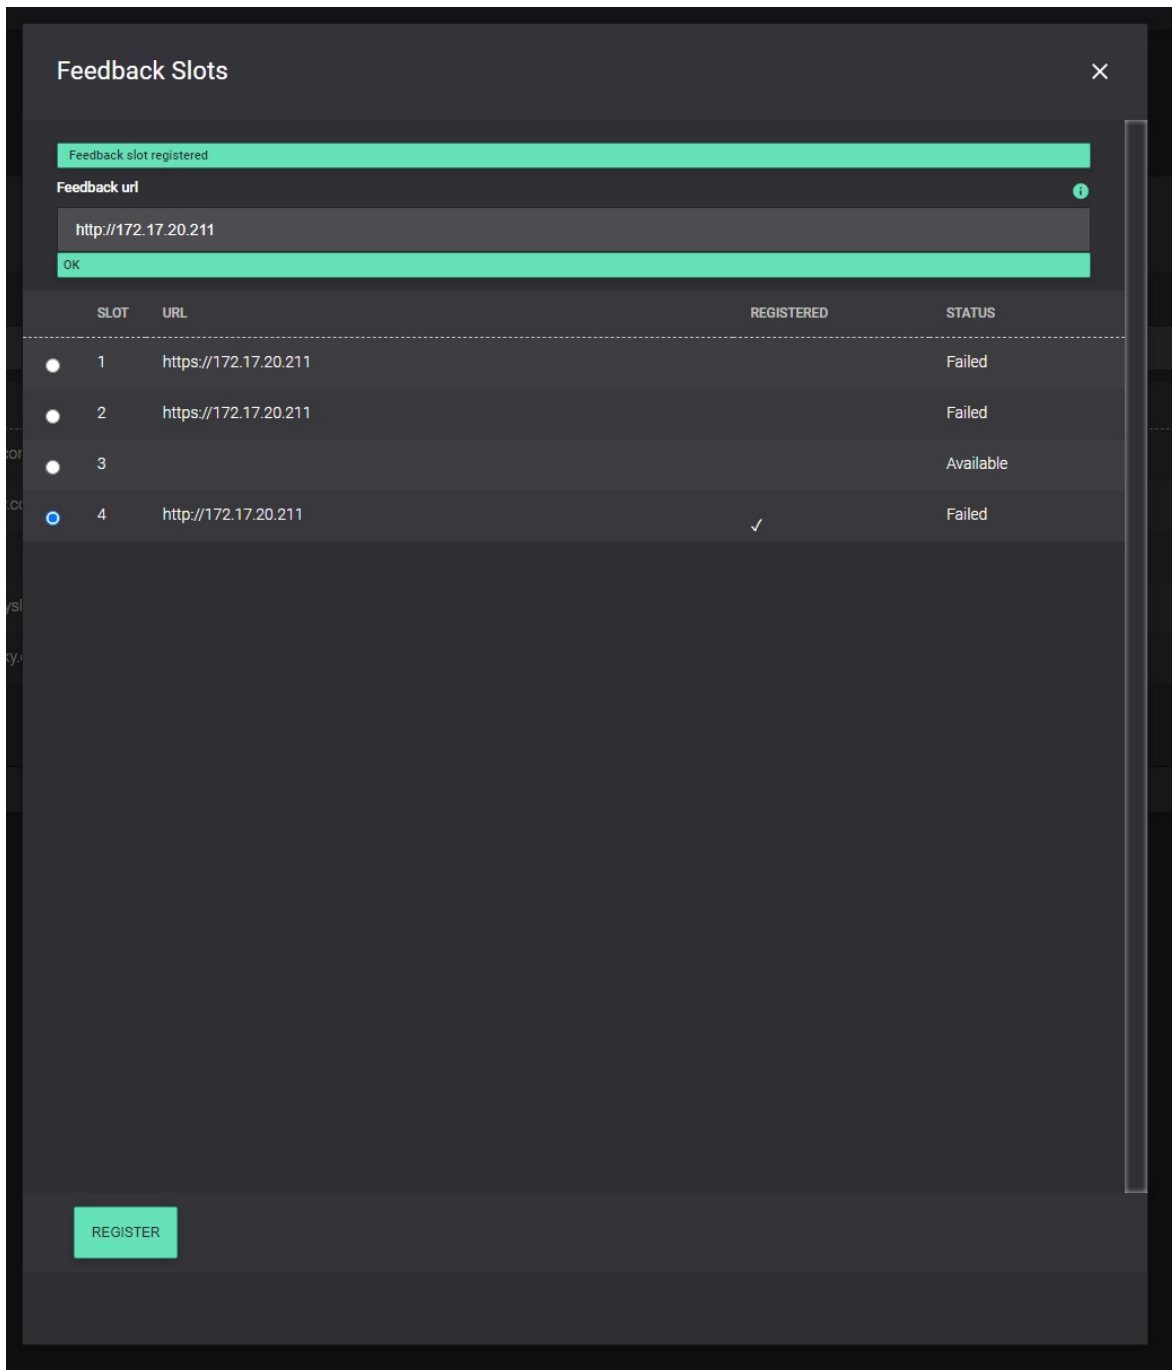 Feedback Slots
Feedback slot registered
Feedback url
http://172.17.20.211
OK
SLOT URL REGISTERED STATUS
1 https://172.17.20.211 Failed
2 https://172.17.20.211 Failed
3 Available
4 http://172.17.20.211 ✓ Failed
REGISTER